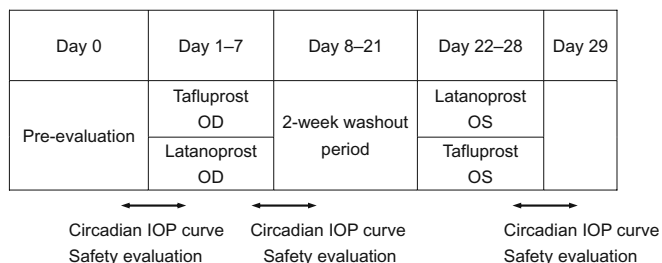 Day 0 Day 1–7 Day 8–21 Day 22–28 Day 29
Pre-evaluation
Tafluprost
OD
Latanoprost
OD
2-week washout
period
Latanoprost
OS
Tafluprost
OS
Circadian IOP curve
Safety evaluation
Circadian IOP curve
Safety evaluation
Circadian IOP curve
Safety evaluation